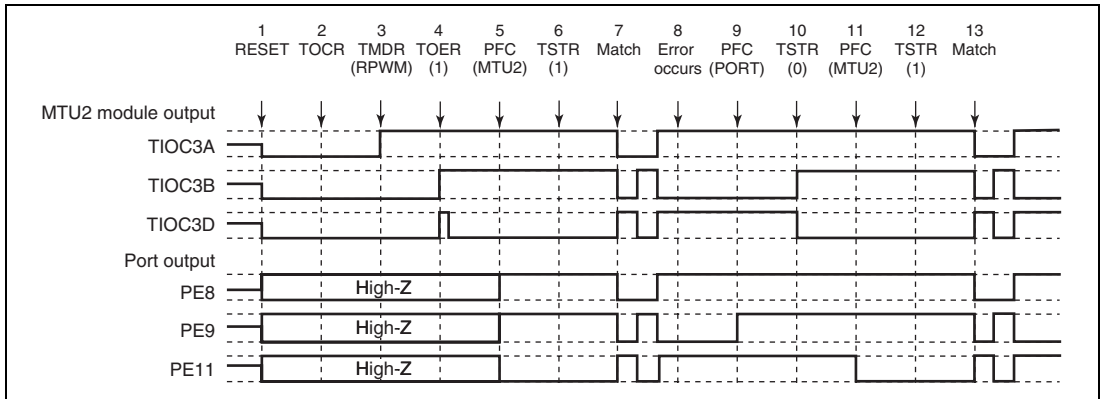 1 2 3 4 5 6 7 8 9 10 11 12 13
RESET TOCR TMDR TOER PFC TSTR Match Error PFC TSTR PFC TSTR Match
(RPWM) (1) (MTU2) (1) occurs (PORT) (0) (MTU2) (1)
MTU2 module output
TIOC3A
TIOC3B
TIOC3D
Port output
PE8 High-Z
PE9 High-Z
PE11 High-Z